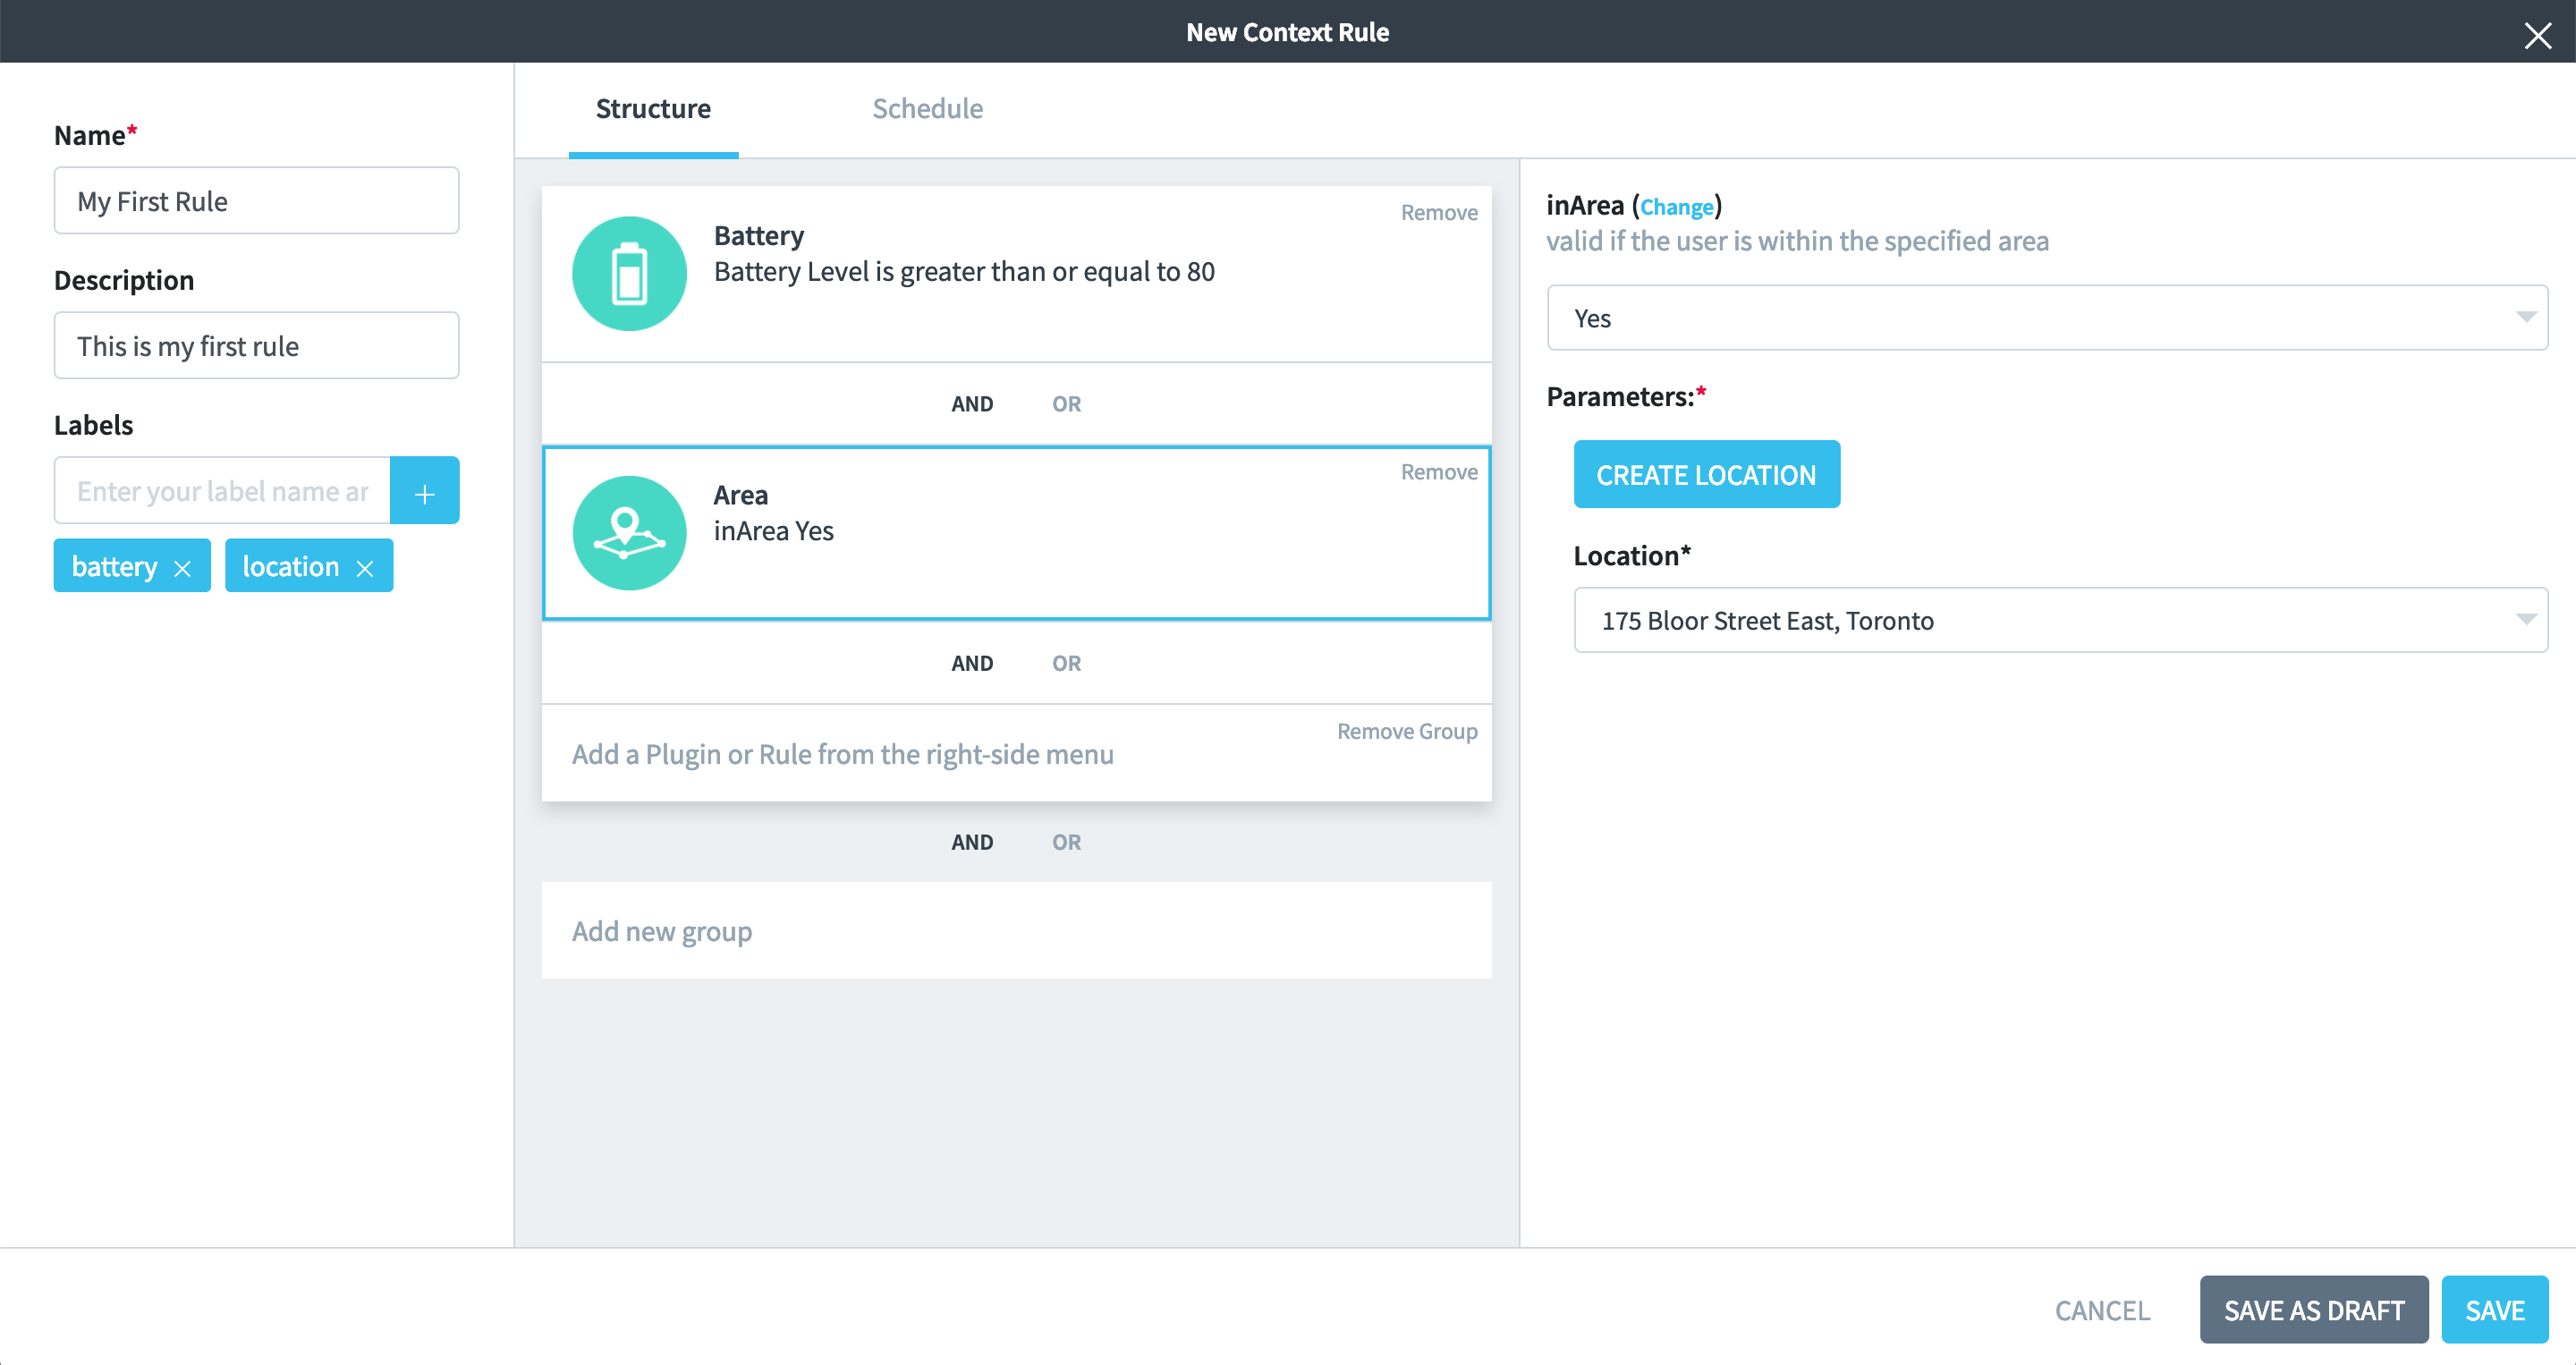 New Context Rule
Name*
My First Rule
Description
This is my first rule
Labels
Enter your label name ar
+
battery ×
location ×
Structure
Schedule
Remove
Battery
Battery Level is greater than or equal to 80
AND OR
Remove
Area
inArea Yes
AND OR
Remove Group
Add a Plugin or Rule from the right-side menu
AND OR
Add new group
inArea (Change)
valid if the user is within the specified area
Yes
Parameters:*
CREATE LOCATION
Location*
175 Bloor Street East, Toronto
CANCEL
SAVE AS DRAFT
SAVE